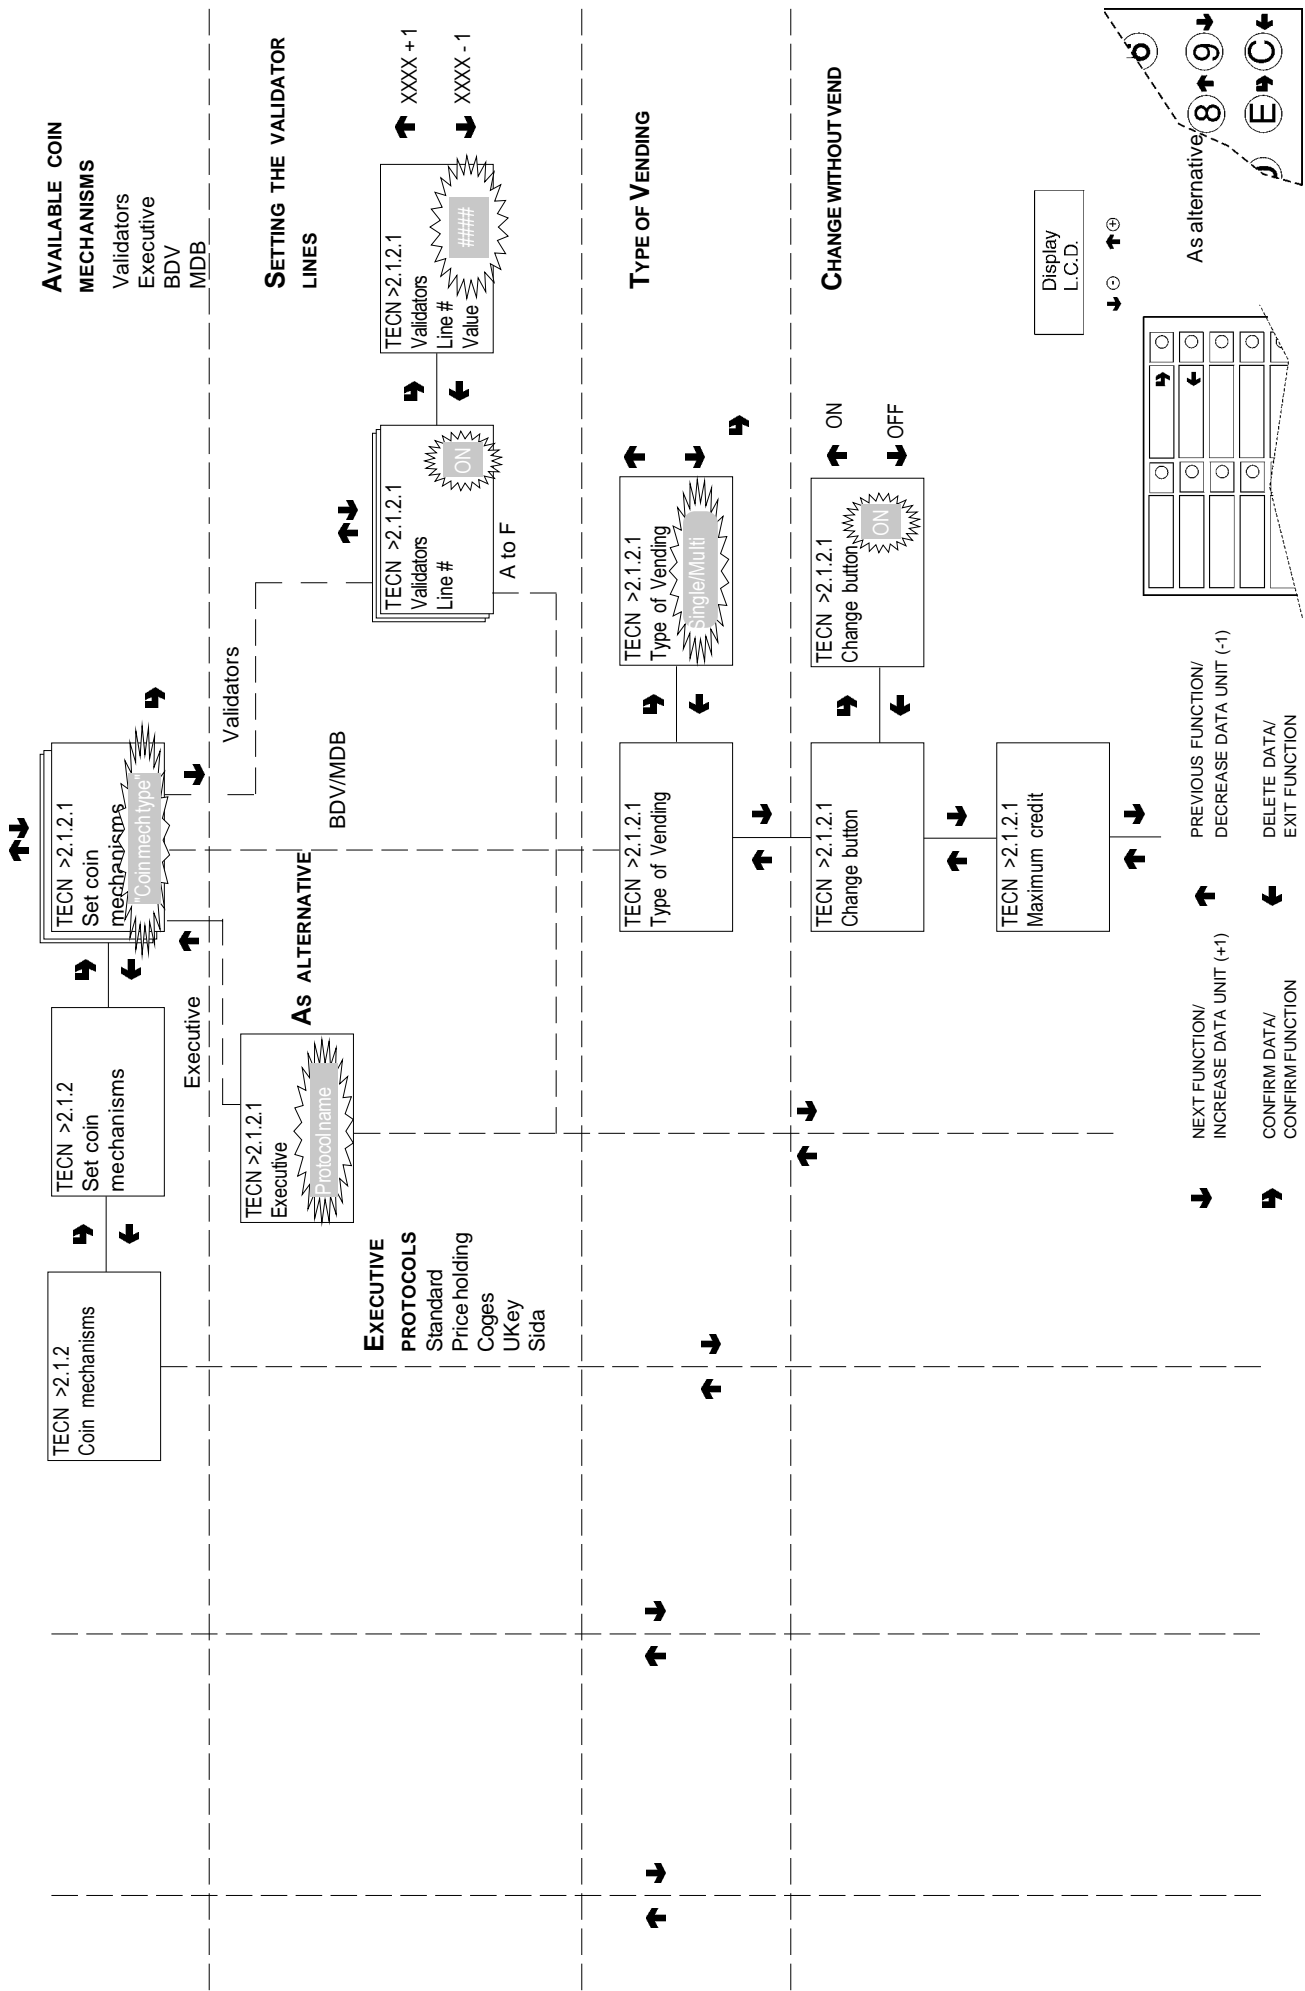 AVAILABLE COIN
MECHANISMS
Validators
Executive
BDV
MDB
TECN >2.1.2
Coin mechanisms
TECN >2.1.2
Set coin
mechanisms
TECN >2.1.2.1
Set coin
mechanisms
"Coin mech type"
Executive
Validators
BDV/MDB
SETTING THE VALIDATOR
LINES
TECN >2.1.2.1
Executive
Protocol name
AS ALTERNATIVE
EXECUTIVE
PROTOCOLS
Standard
Price holding
Coges
UKey
Sida
TECN >2.1.2.1
Validators
Line #
ON
A to F
TECN >2.1.2.1
Validators
Line #
Value
####
XXXX + 1
XXXX - 1
TYPE OF VENDING
TECN >2.1.2.1
Type of Vending
TECN >2.1.2.1
Type of Vending
Single/Multi
CHANGE WITHOUT VEND
TECN >2.1.2.1
Change button
TECN >2.1.2.1
Change button
ON
ON
OFF
TECN >2.1.2.1
Maximum credit
Display
L.C.D.
- +
As alternative
6
8 9
E C
NEXT FUNCTION/
INCREASE DATA UNIT (+1)
PREVIOUS FUNCTION/
DECREASE DATA UNIT (-1)
CONFIRM DATA/
CONFIRM FUNCTION
DELETE DATA/
EXIT FUNCTION